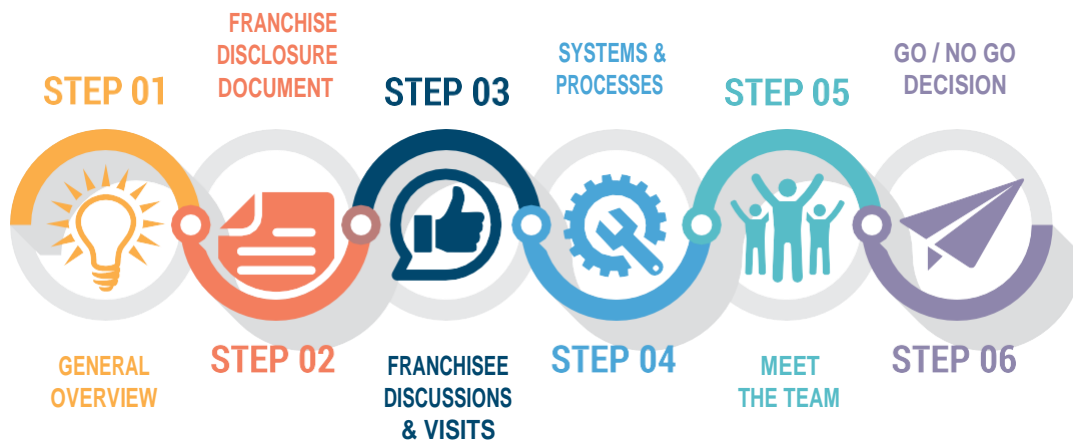 STEP 01
GENERAL
OVERVIEW
FRANCHISE
DISCLOSURE
DOCUMENT
STEP 02
STEP 03
FRANCHISEE
DISCUSSIONS
& VISITS
SYSTEMS &
PROCESSES
STEP 04
STEP 05
MEET
THE TEAM
GO / NO GO
DECISION
STEP 06